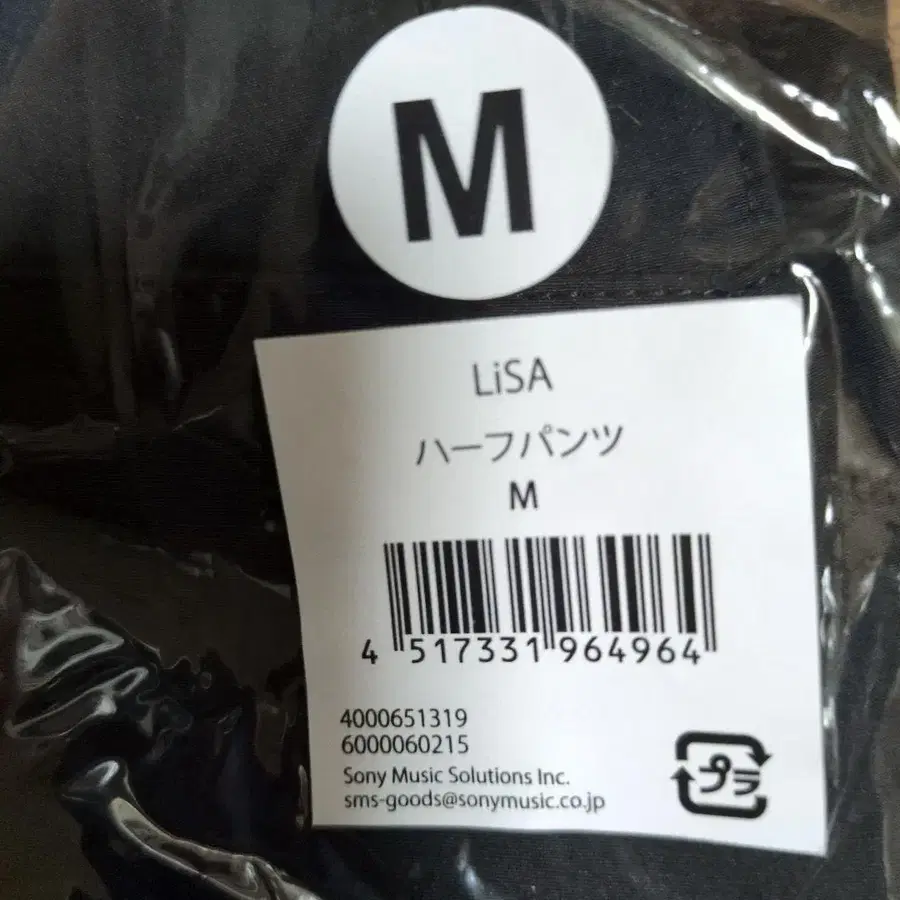 M
LiSA
ハーフパンツ
M
4 517331 964964
4000651319
6000060215
Sony Music Solutions Inc.
sms-goods@sonymusic.co.jp
プラ